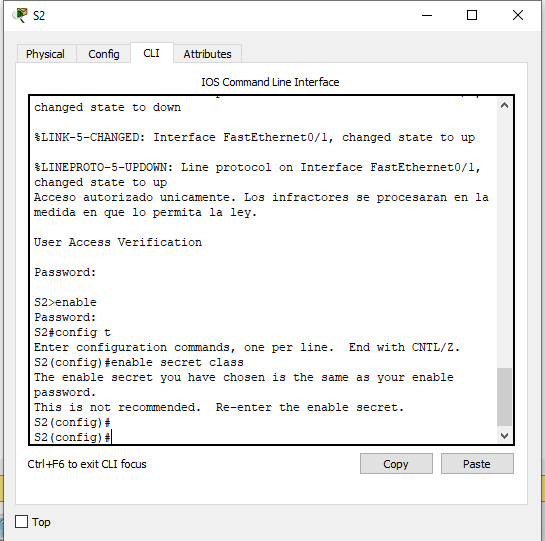 S2
Physical
Config
CLI
Attributes
IOS Command Line Interface
changed state to down
%LINK-5-CHANGED: Interface FastEthernet0/1, changed state to up
%LINEPROTO-5-UPDOWN: Line protocol on Interface FastEthernet0/1,
changed state to up
Acceso autorizado unicamente. Los infractores se procesaran en la
medida en que lo permita la ley.
User Access Verification
Password:
S2>enable
Password:
S2#config t
Enter configuration commands, one per line.  End with CNTL/Z.
S2(config)#enable secret class
The enable secret you have chosen is the same as your enable
password.
This is not recommended.  Re-enter the enable secret.
S2(config)#
S2(config)#
Ctrl+F6 to exit CLI focus
Copy
Paste
Top